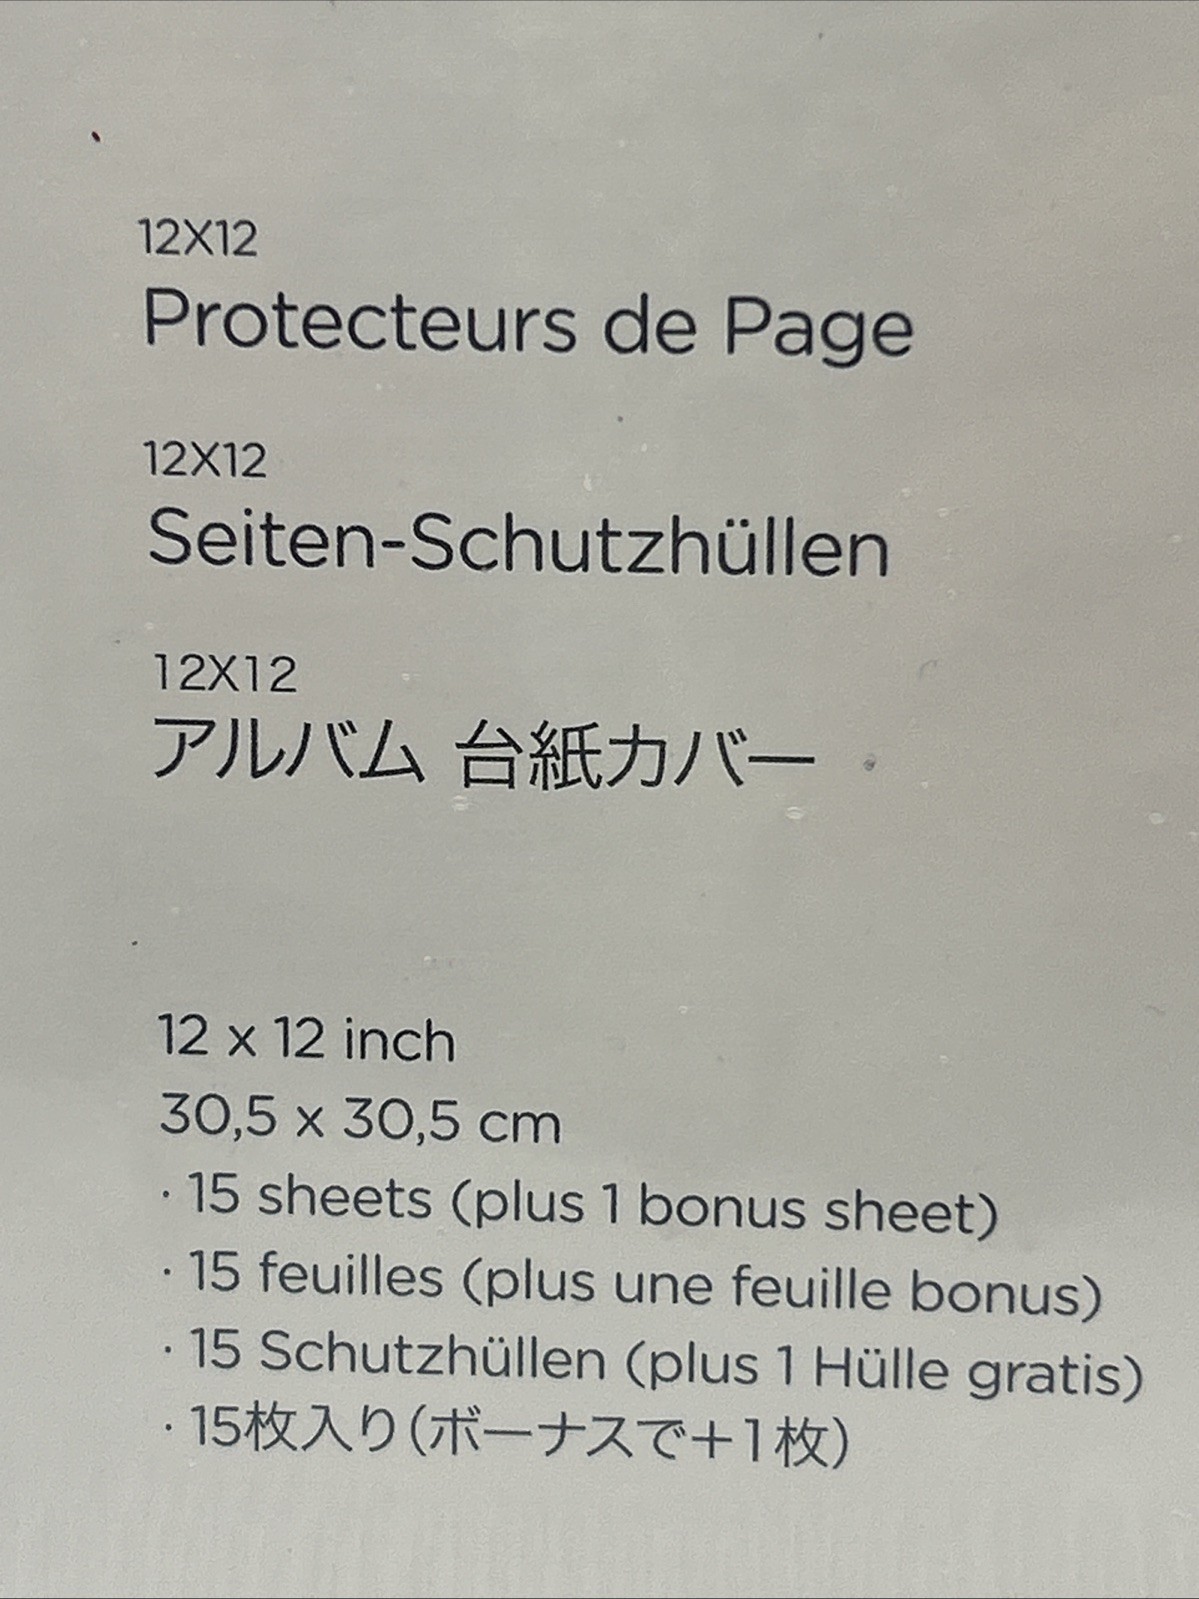 12X12
Protecteurs de Page
12X12
Seiten-Schutzhüllen
12X12
アルバム 台紙カバー
12 x 12 inch
30,5 x 30,5 cm
· 15 sheets (plus 1 bonus sheet)
· 15 feuilles (plus une feuille bonus)
· 15 Schutzhüllen (plus 1 Hülle gratis)
· 15枚入り(ボーナスで+1枚)